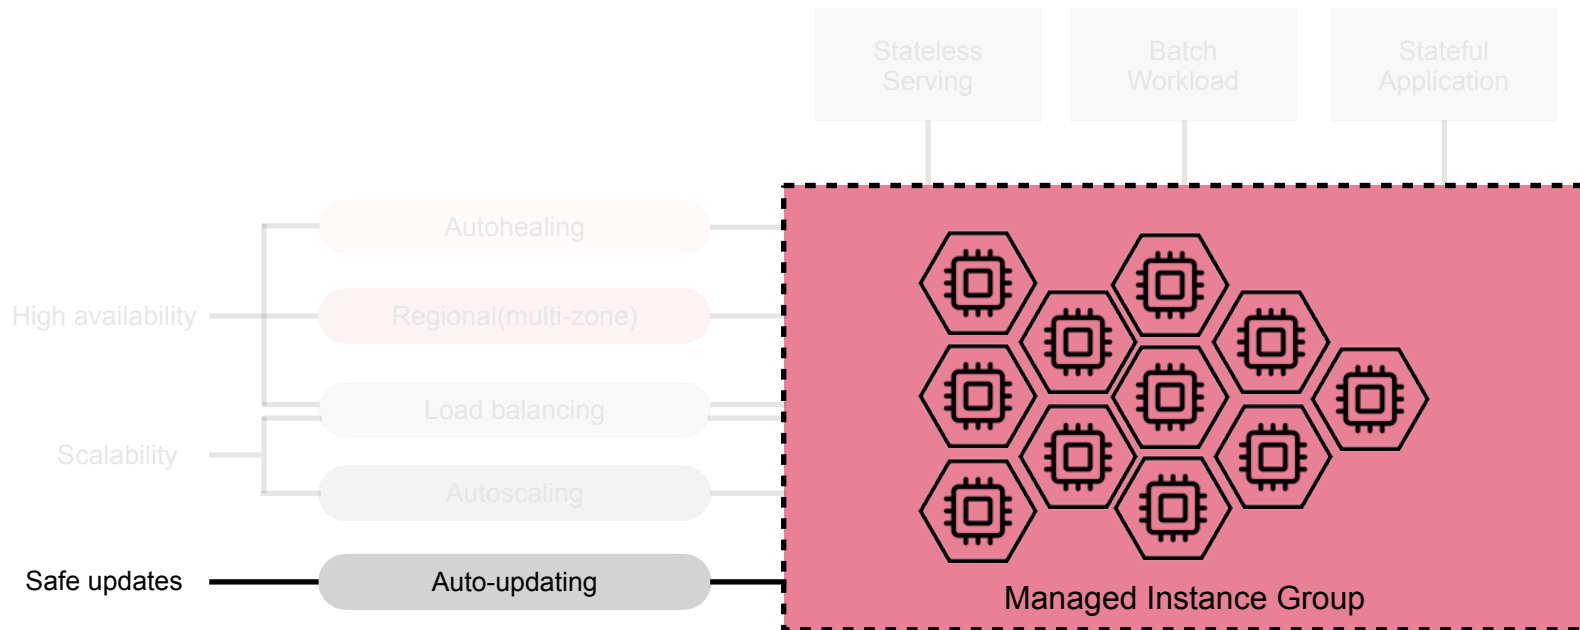 Stateless
Serving
Batch
Workload
Stateful
Application
Autohealing
High availability
Regional(multi-zone)
Load balancing
Scalability
Autoscaling
Safe updates
Auto-updating
Managed Instance Group